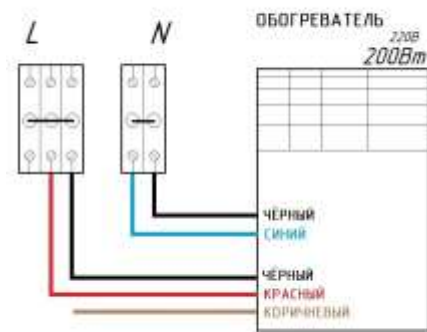 L
N
ОБОГРЕВАТЕЛЬ
220В
200Вт
ЧЁРНЫЙ
СИНИЙ
ЧЁРНЫЙ
КРАСНЫЙ
КОРИЧНЕВЫЙ